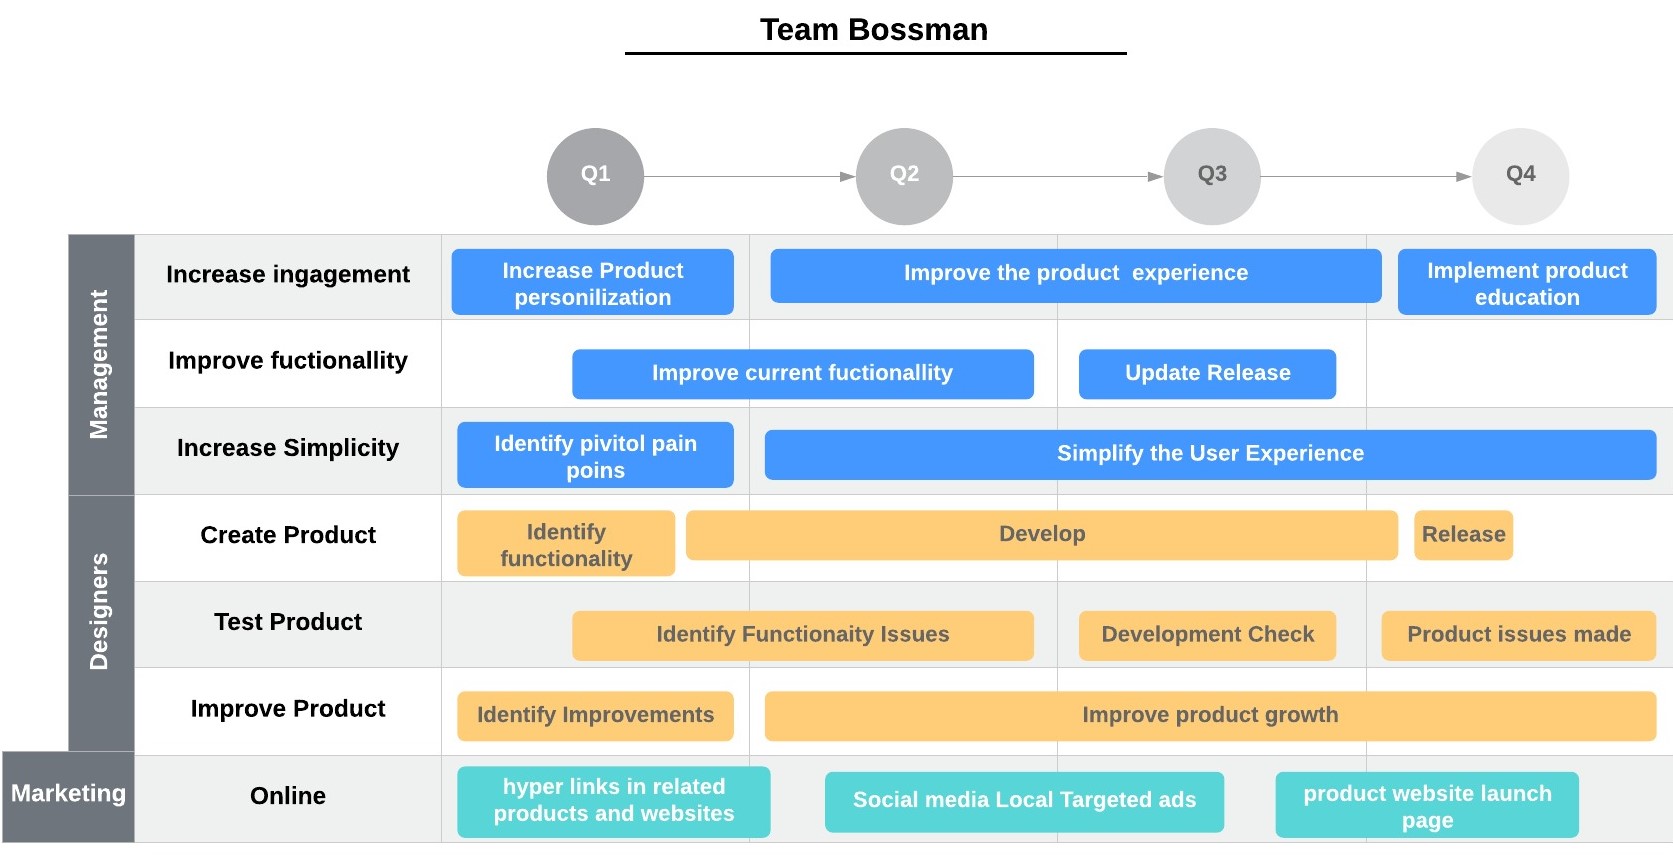 Team Bossman
Q1
Q2
Q3
Q4
Management
Increase ingagement
Increase Product
personilization
Improve the product  experience
Implement product
education
Improve fuctionallity
Improve current fuctionallity
Update Release
Increase Simplicity
Identify pivitol pain
poins
Simplify the User Experience
Designers
Create Product
Identify
functionality
Develop
Release
Test Product
Identify Functionaity Issues
Development Check
Product issues made
Improve Product
Identify Improvements
Improve product growth
Marketing
Online
hyper links in related
products and websites
Social media Local Targeted ads
product website launch
page